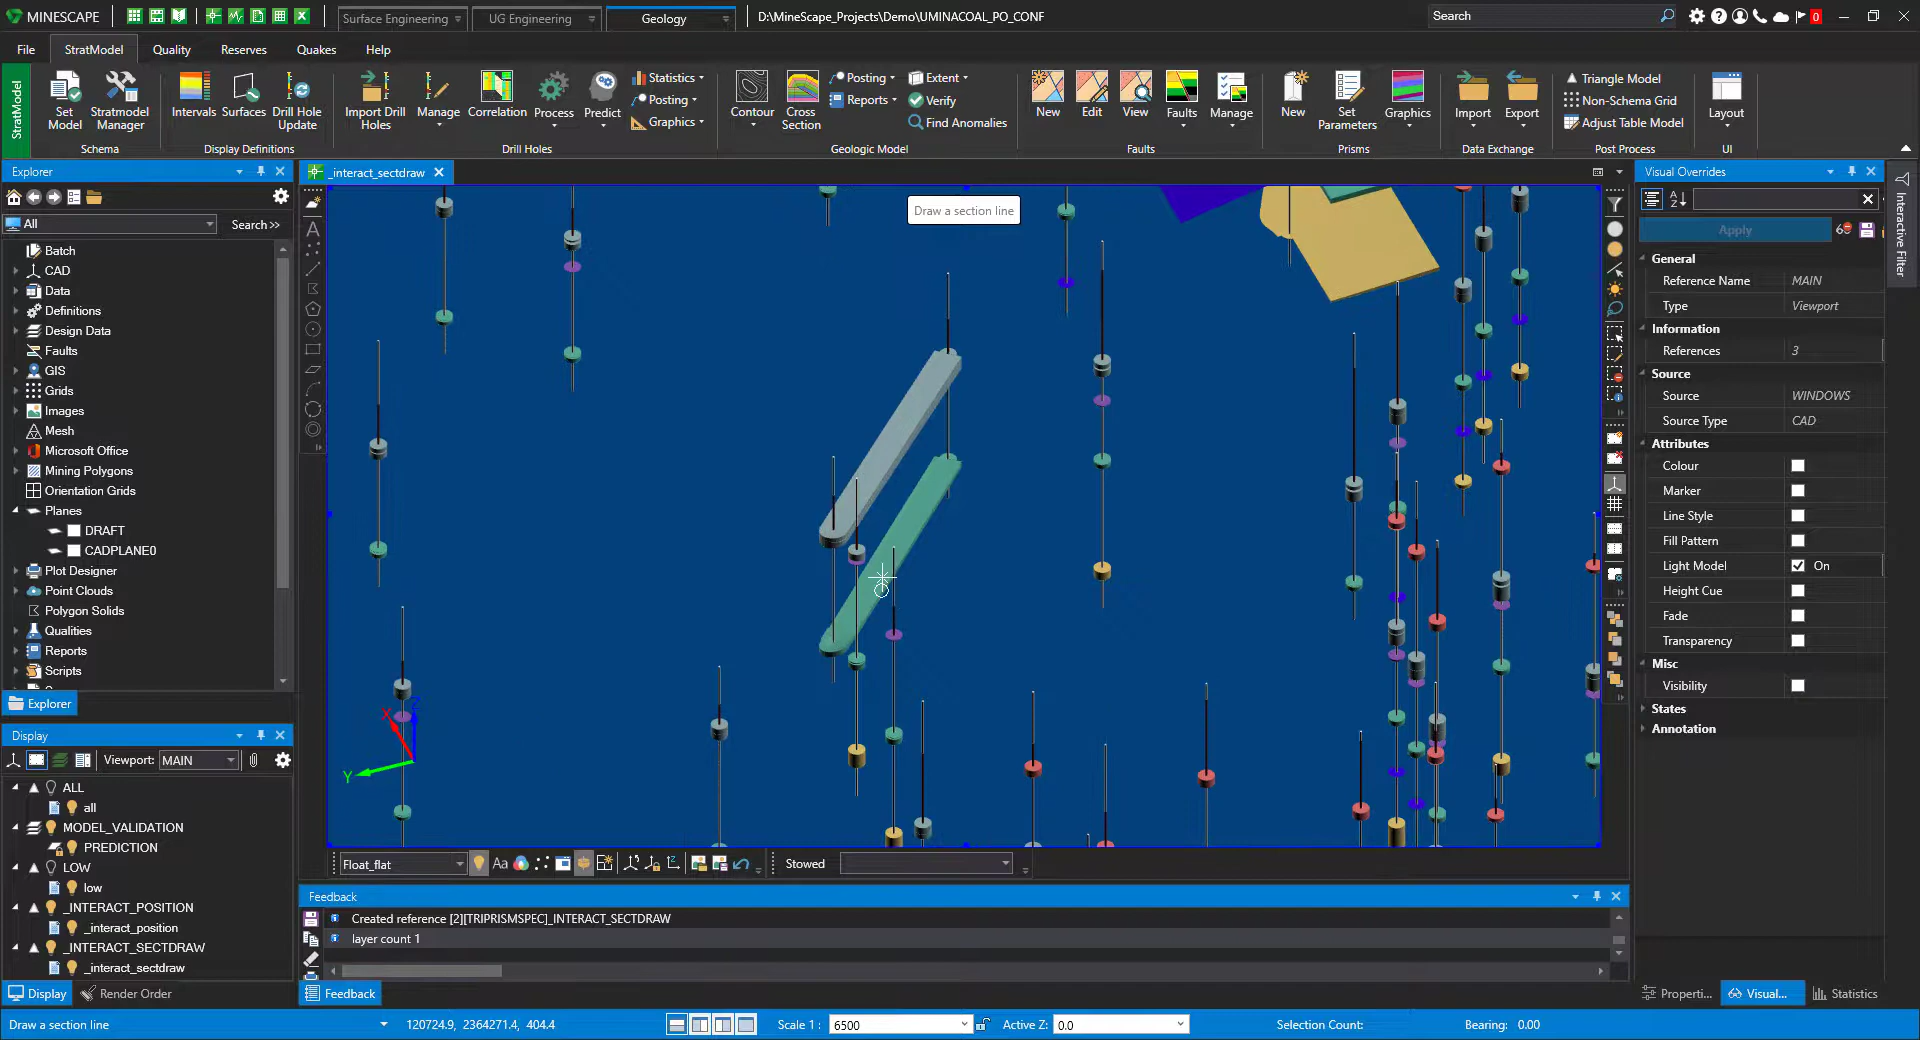 MINESCAPE
Surface Engineering
UG Engineering
Geology
D:\MineScape_Projects\Demo\UMINACOAL_PO_CONF
Search
0
File
StratModel
Quality
Reserves
Quakes
Help
StratModel
Set Model
Stratmodel Manager
Schema
Intervals
Surfaces
Drill Hole Update
Display Definitions
Import Drill Holes
Manage
Correlation
Process
Predict
Statistics
Posting
Graphics
Drill Holes
Contour
Cross Section
Posting
Reports
Extent
Verify
Find Anomalies
Geologic Model
New
Edit
View
Faults
Manage
Faults
New
Set Parameters
Graphics
Prisms
Import
Export
Data Exchange
Triangle Model
Non-Schema Grid
Adjust Table Model
Post Process
Layout
UI
Explorer
All
Search>>
Batch
CAD
Data
Definitions
Design Data
Faults
GIS
Grids
Images
Mesh
Microsoft Office
Mining Polygons
Orientation Grids
Planes
DRAFT
CADPLANE0
Plot Designer
Point Clouds
Polygon Solids
Qualities
Reports
Scripts
Explorer
Display
Viewport: MAIN
ALL
all
MODEL_VALIDATION
PREDICTION
LOW
low
_INTERACT_POSITION
_interact_position
_INTERACT_SECTDRAW
_interact_sectdraw
Display
Render Order
_interact_sectdraw
Draw a section line
X
Y
Z
Float_flat
Aa
Stowed
Feedback
Created reference [2][TRIPRISMSPEC]_INTERACT_SECTDRAW
layer count 1
Feedback
Visual Overrides
Apply
General
Reference Name MAIN
Type Viewport
Information
References 3
Source
Source WINDOWS
Source Type CAD
Attributes
Colour
Marker
Line Style
Fill Pattern
Light Model On
Height Cue
Fade
Transparency
Misc
Visibility
States
Annotation
Properti...
Visual...
Statistics
Interactive Filter
Draw a section line
120724.9, 2364271.4, 404.4
Scale 1 : 6500
Active Z: 0.0
Selection Count:
Bearing: 0.00